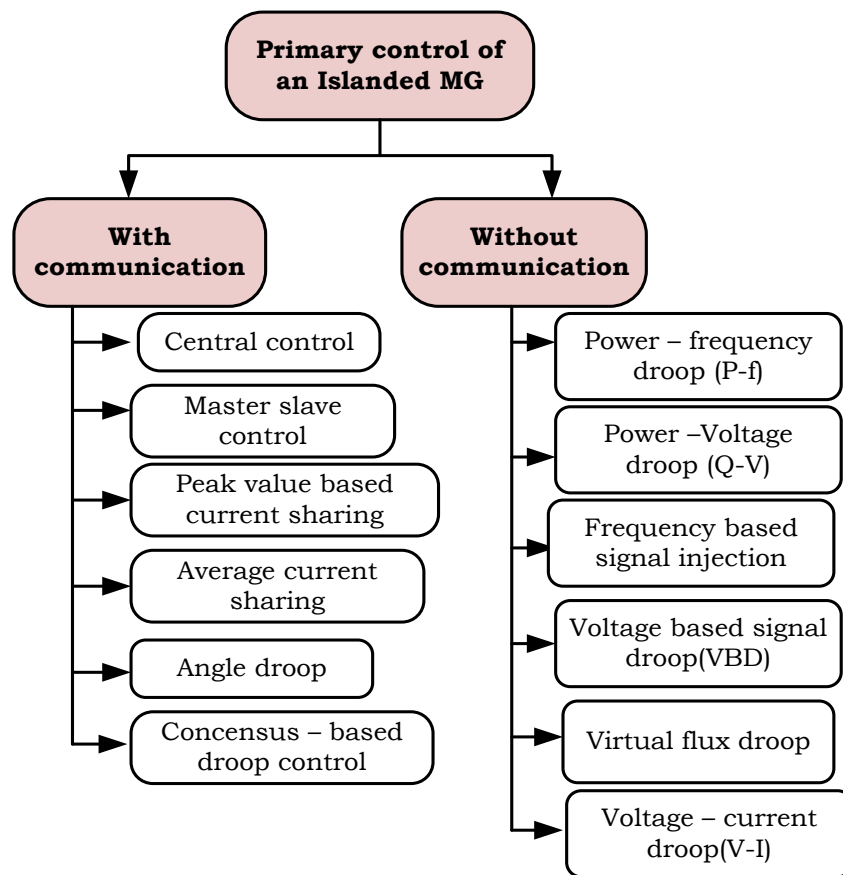 Primary control of
an Islanded MG
With
communication
Central control
Master slave
control
Peak value based
current sharing
Average current
sharing
Angle droop
Concensus – based
droop control
Without
communication
Power – frequency
droop (P-f)
Power –Voltage
droop (Q-V)
Frequency based
signal injection
Voltage based signal
droop(VBD)
Virtual flux droop
Voltage – current
droop(V-I)